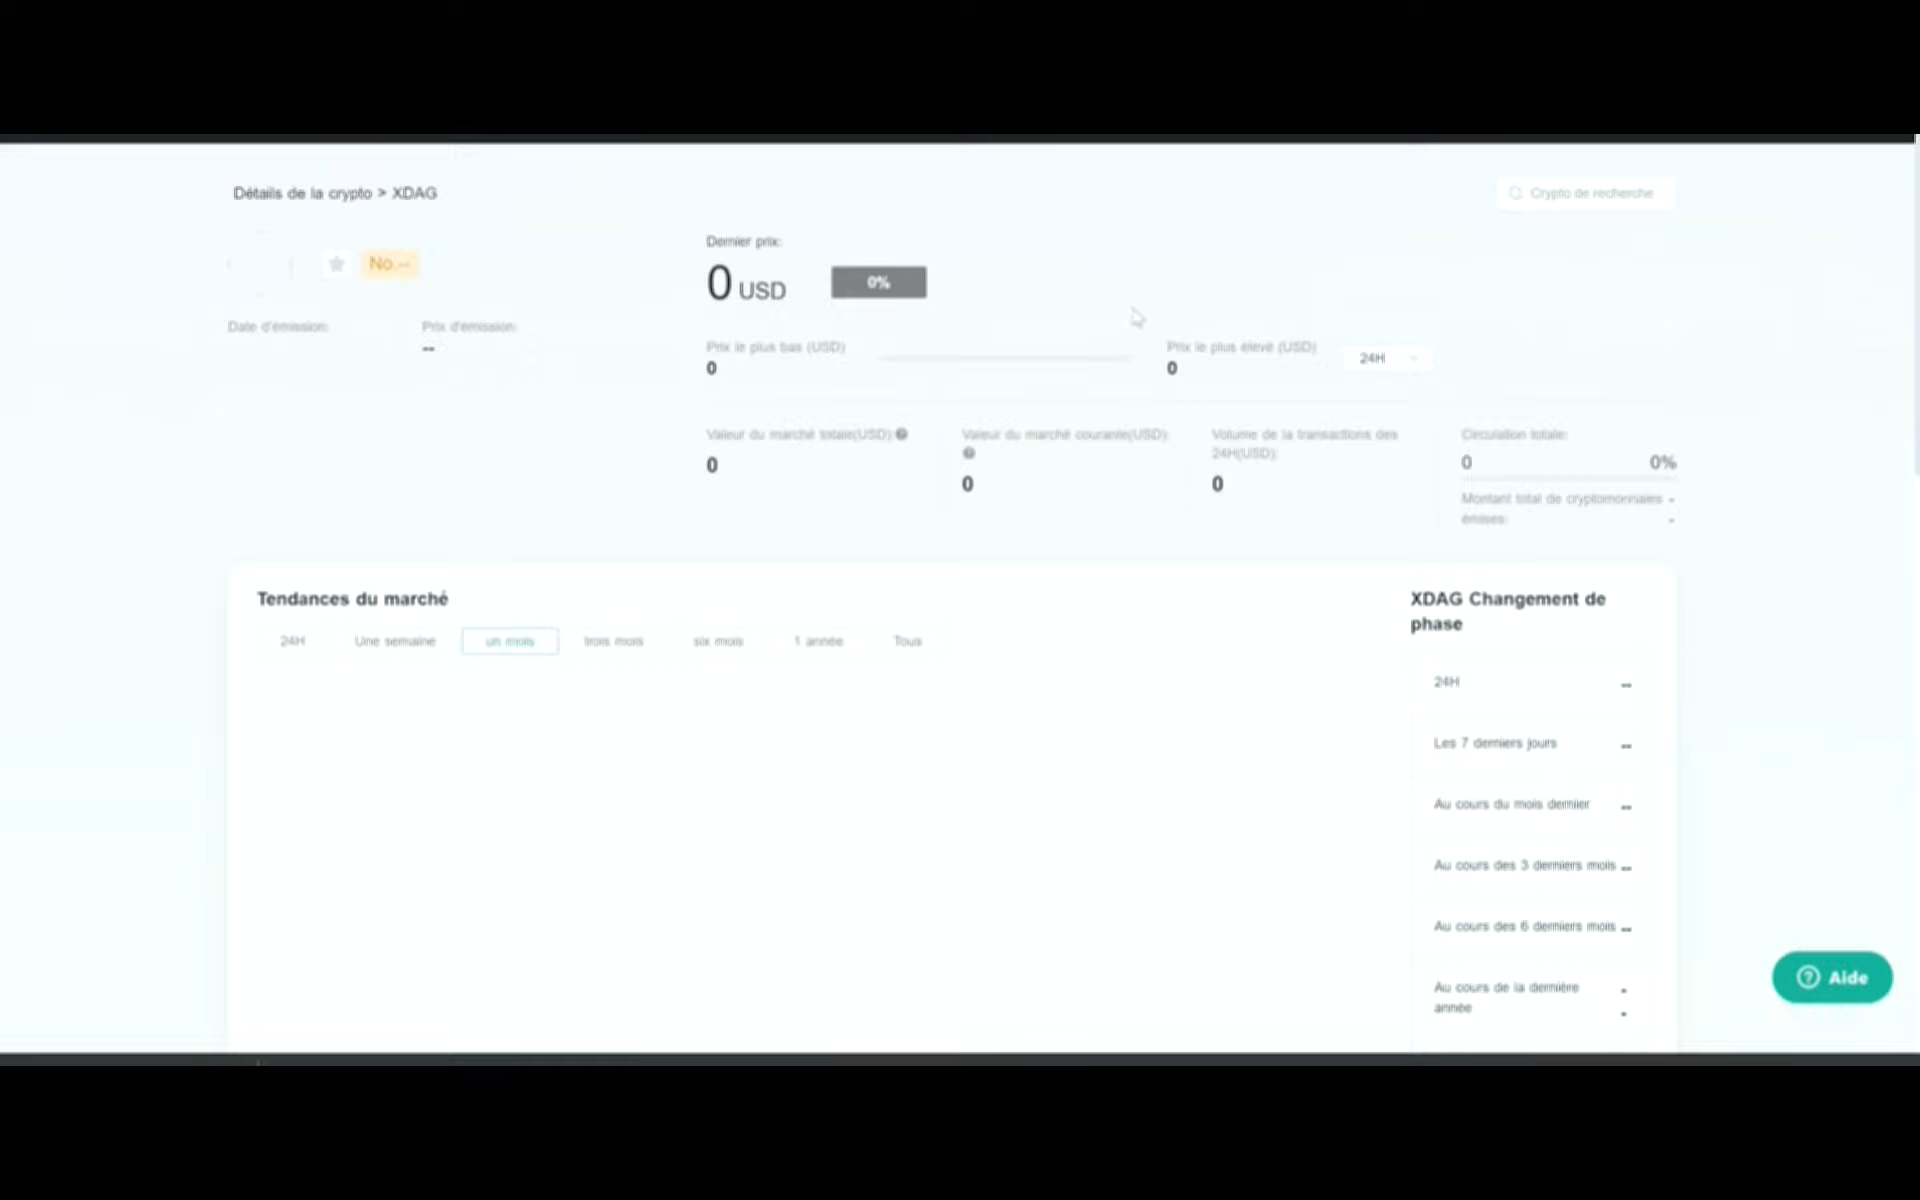 Détails de la crypto > XDAG
Crypto de recherche
No.--
Date d'émission:
Prix d'émission:
--
Dernier prix:
0 USD
0%
Prix le plus bas (USD)
0
Prix le plus élevé (USD)
0
24H
Valeur du marché totale(USD):
0
Valeur du marché courante(USD):
0
Volume de la transactions des
24H(USD):
0
Circulation totale:
0
0%
Montant total de cryptomonnaies -
émises: -
Tendances du marché
24H
Une semaine
un mois
trois mois
six mois
1 année
Tous
XDAG Changement de
phase
24H --
Les 7 derniers jours --
Au cours du mois dernier --
Au cours des 3 derniers mois --
Au cours des 6 derniers mois --
Au cours de la dernière -
année -
? Aide